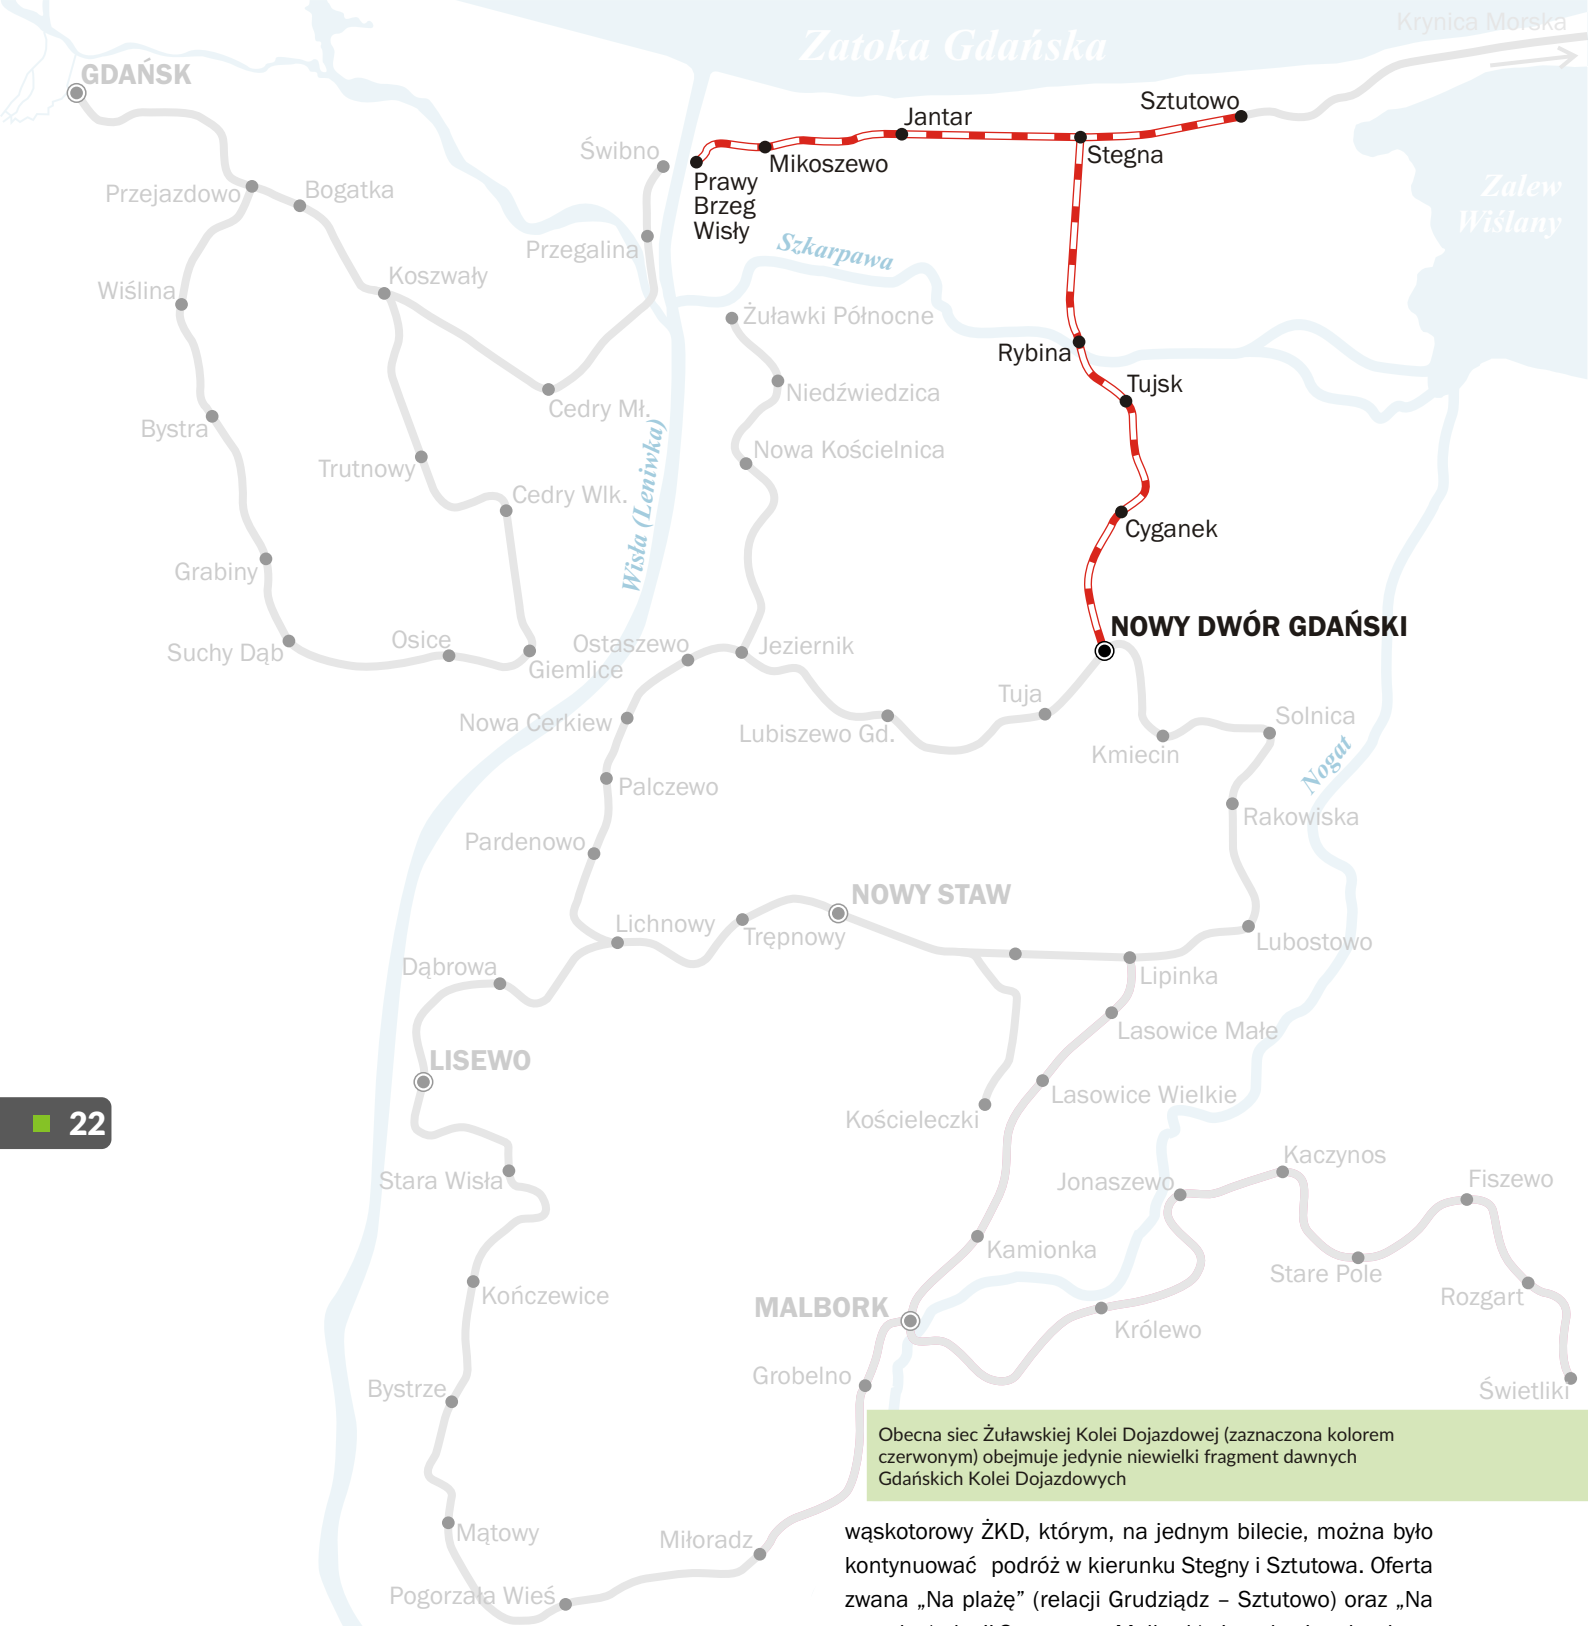 Krynica Morska
Zatoka Gdańska
GDAŃSK
Sztutowo
Jantar
Świbno
Stegna
Mikoszewo
Prawy
Brzeg
Wisły
Zalew
Wiślany
Przejazdowo
Bogatka
Przegalina
Szkarpawa
Koszwały
Wiślina
Żuławki Północne
Rybina
Tujsk
Niedźwiedzica
Cedry Mł.
Bystra
Nowa Kościelnica
Trutnowy
Cedry Wlk.
Wisła (Leniwka)
Cyganek
Grabiny
NOWY DWÓR GDAŃSKI
Suchy Dąb
Osice
Ostaszewo
Jeziernik
Giemlice
Tuja
Solnica
Nowa Cerkiew
Lubiszewo Gd.
Kmiecin
Nogat
Palczewo
Rakowiska
Pardenowo
NOWY STAW
Lichnowy
Trępnowy
Lubostowo
Dąbrowa
Lipinka
Lasowice Małe
LISEWO
Lasowice Wielkie
22
Kościeleczki
Kaczynos
Stara Wisła
Jonaszewo
Fiszewo
Kamionka
Stare Pole
Kończewice
MALBORK
Rozgart
Królewo
Grobelno
Bystrze
Świetliki
Obecna siec Żuławskiej Kolei Dojazdowej (zaznaczona kolorem
czerwonym) obejmuje jedynie niewielki fragment dawnych
Gdańskich Kolei Dojazdowych
Mątowy
Miłoradz
Pogorzała Wieś
wąskotorowy ŻKD, którym, na jednym bilecie, można było
kontynuować podróż w kierunku Stegny i Sztutowa. Oferta
zwana „Na plażę” (relacji Grudziądz – Sztutowo) oraz „Na